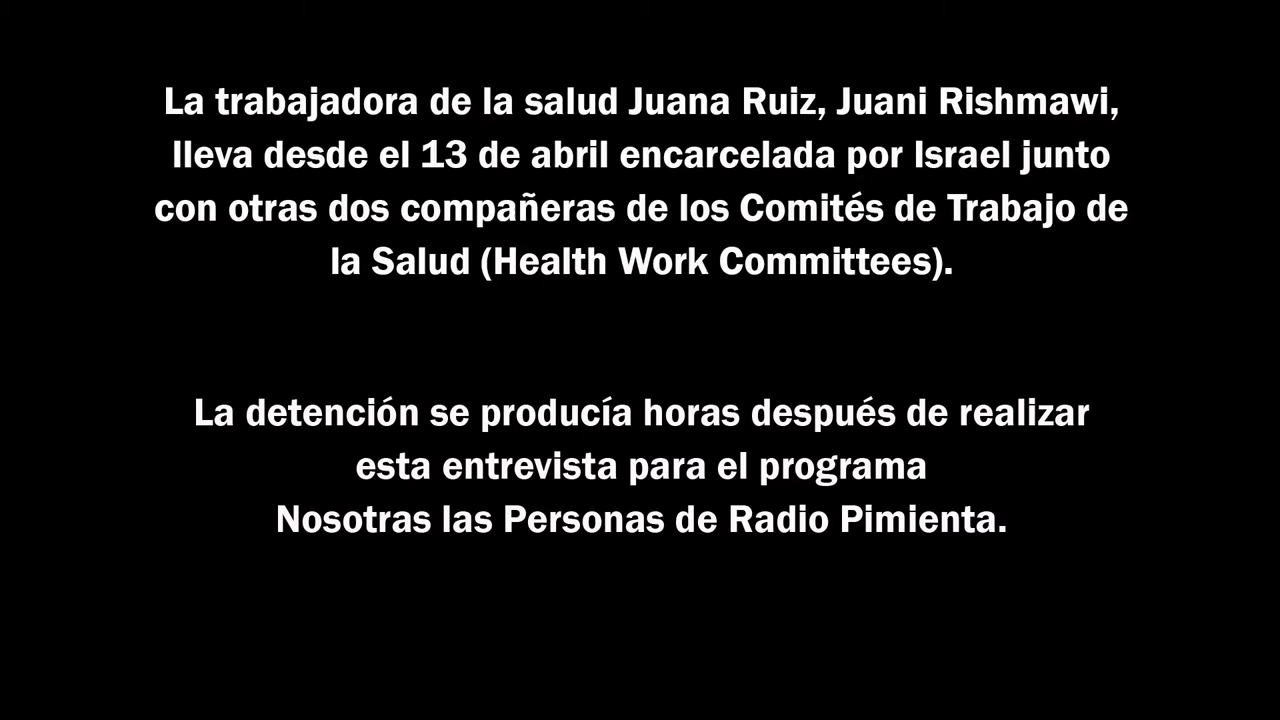 La trabajadora de la salud Juana Ruiz, Juani Rishmawi,
lleva desde el 13 de abril encarcelada por Israel junto
con otras dos compañeras de los Comités de Trabajo de
la Salud (Health Work Committees).
La detención se producía horas después de realizar
esta entrevista para el programa
Nosotras las Personas de Radio Pimienta.